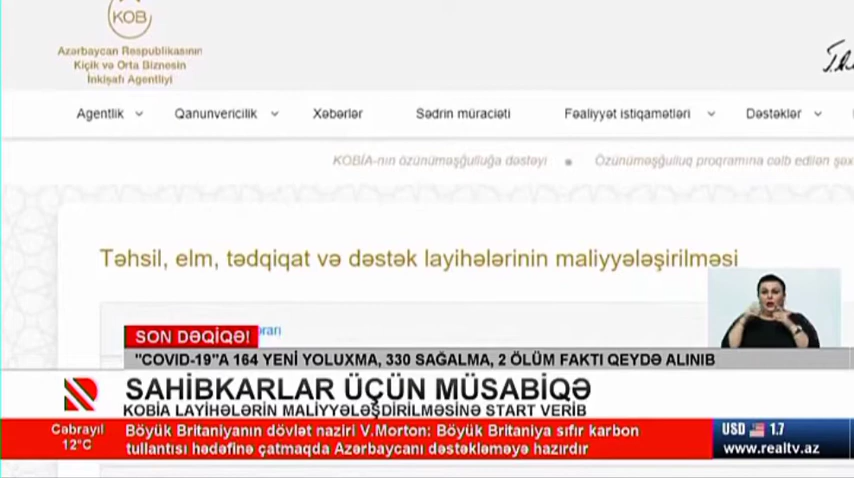 KOB
Azərbaycan Respublikasının
Kiçik və Orta Biznesin
İnkişafı Agentliyi
Agentlik
Qanunvericilik
Xəbərlər
Sədrin müraciəti
Fəaliyyət istiqamətləri
Dəstəklər
KOBİA-nın özünüməşğulluğa dəstəyi
Özünüməşğulluq proqramına cəlb edilən şəx
Təhsil, elm, tədqiqat və dəstək layihələrinin maliyyələşirilməsi
SON DƏQİQƏ!
"COVID-19"A 164 YENİ YOLUXMA, 330 SAĞALMA, 2 ÖLÜM FAKTI QEYDƏ ALINIB
SAHİBKARLAR ÜÇÜN MÜSABİQƏ
KOBIA LAYİHƏLƏRİN MALİYYƏLƏŞDİRİLMƏSİNƏ START VERİB
Cəbrayıl
12°C
Böyük Britaniyanın dövlət naziri V.Morton: Böyük Britaniya sıfır karbon
tullantısı hədəfinə çatmaqda Azərbaycanı dəstəkləməyə hazırdır
USD 1.7
www.realtv.az